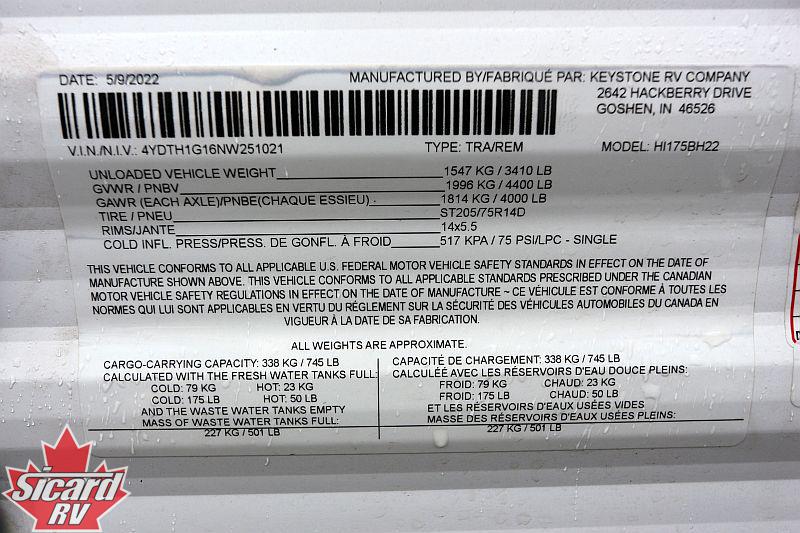 DATE: 5/9/2022 MANUFACTURED BY/FABRIQUÉ PAR: KEYSTONE RV COMPANY
2642 HACKBERRY DRIVE
GOSHEN, IN 46526
V.I.N./N.I.V.: 4YDTH1G16NW251021 TYPE: TRA/REM MODEL: HI175BH22
UNLOADED VEHICLE WEIGHT 1547 KG / 3410 LB
GVWR / PNBV 1996 KG / 4400 LB
GAWR (EACH AXLE)/PNBE(CHAQUE ESSIEU) . 1814 KG / 4000 LB
TIRE / PNEU ST205/75R14D
RIMS/JANTE 14x5.5
COLD INFL. PRESS/PRESS. DE GONFL. À FROID 517 KPA / 75 PSI/LPC - SINGLE
THIS VEHICLE CONFORMS TO ALL APPLICABLE U.S. FEDERAL MOTOR VEHICLE SAFETY STANDARDS IN EFFECT ON THE DATE OF
MANUFACTURE SHOWN ABOVE. THIS VEHICLE CONFORMS TO ALL APPLICABLE STANDARDS PRESCRIBED UNDER THE CANADIAN
MOTOR VEHICLE SAFETY REGULATIONS IN EFFECT ON THE DATE OF MANUFACTURE ~ CE VÉHICULE EST CONFORME À TOUTES LES
NORMES QUI LUI SONT APPLICABLES EN VERTU DU RÉGLEMENT SUR LA SÉCURITÉ DES VÉHICULES AUTOMOBILES DU CANADA EN
VIGUEUR À LA DATE DE SA FABRICATION.
ALL WEIGHTS ARE APPROXIMATE.
CARGO-CARRYING CAPACITY: 338 KG / 745 LB
CALCULATED WITH THE FRESH WATER TANKS FULL:
COLD: 79 KG HOT: 23 KG
COLD: 175 LB HOT: 50 LB
AND THE WASTE WATER TANKS EMPTY
MASS OF WASTE WATER TANKS FULL:
227 KG / 501 LB
CAPACITÉ DE CHARGEMENT: 338 KG / 745 LB
CALCULÉE AVEC LES RÉSERVOIRS D'EAU DOUCE PLEINS:
FROID: 79 KG CHAUD: 23 KG
FROID: 175 LB CHAUD: 50 LB
ET LES RÉSERVOIRS D'EAUX USÉES VIDES
MASSE DES RÉSERVOIRS D'EAUX USÉES PLEINS:
227 KG / 501 LB
Sicard
RV